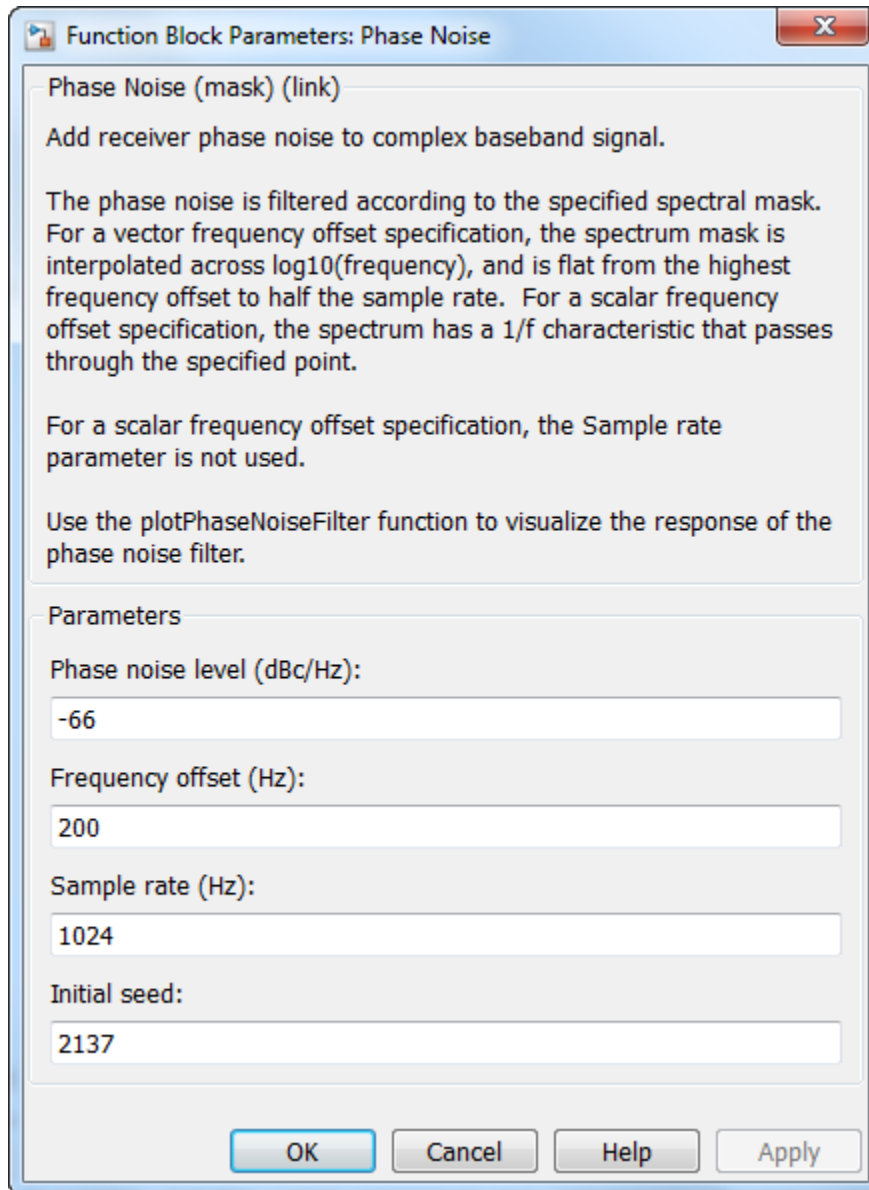 Function Block Parameters: Phase Noise
Phase Noise (mask) (link)
Add receiver phase noise to complex baseband signal.
The phase noise is filtered according to the specified spectral mask.
For a vector frequency offset specification, the spectrum mask is
interpolated across log10(frequency), and is flat from the highest
frequency offset to half the sample rate.  For a scalar frequency
offset specification, the spectrum has a 1/f characteristic that passes
through the specified point.
For a scalar frequency offset specification, the Sample rate
parameter is not used.
Use the plotPhaseNoiseFilter function to visualize the response of the
phase noise filter.
Parameters
Phase noise level (dBc/Hz):
-66
Frequency offset (Hz):
200
Sample rate (Hz):
1024
Initial seed:
2137
OK Cancel Help Apply